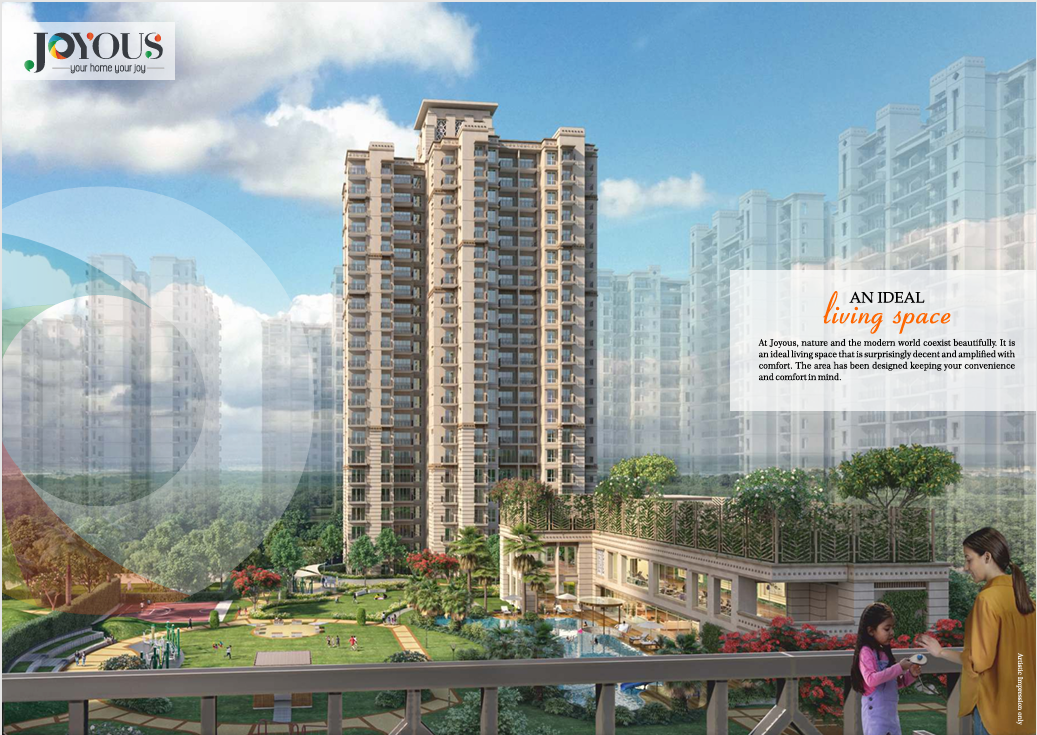 JOYOUS
your home your joy
AN IDEAL
living space
At Joyous, nature and the modern world coexist beautifully. It is
an ideal living space that is surprisingly decent and amplified with
comfort. The area has been designed keeping your convenience
and comfort in mind.
Artistic Impression only